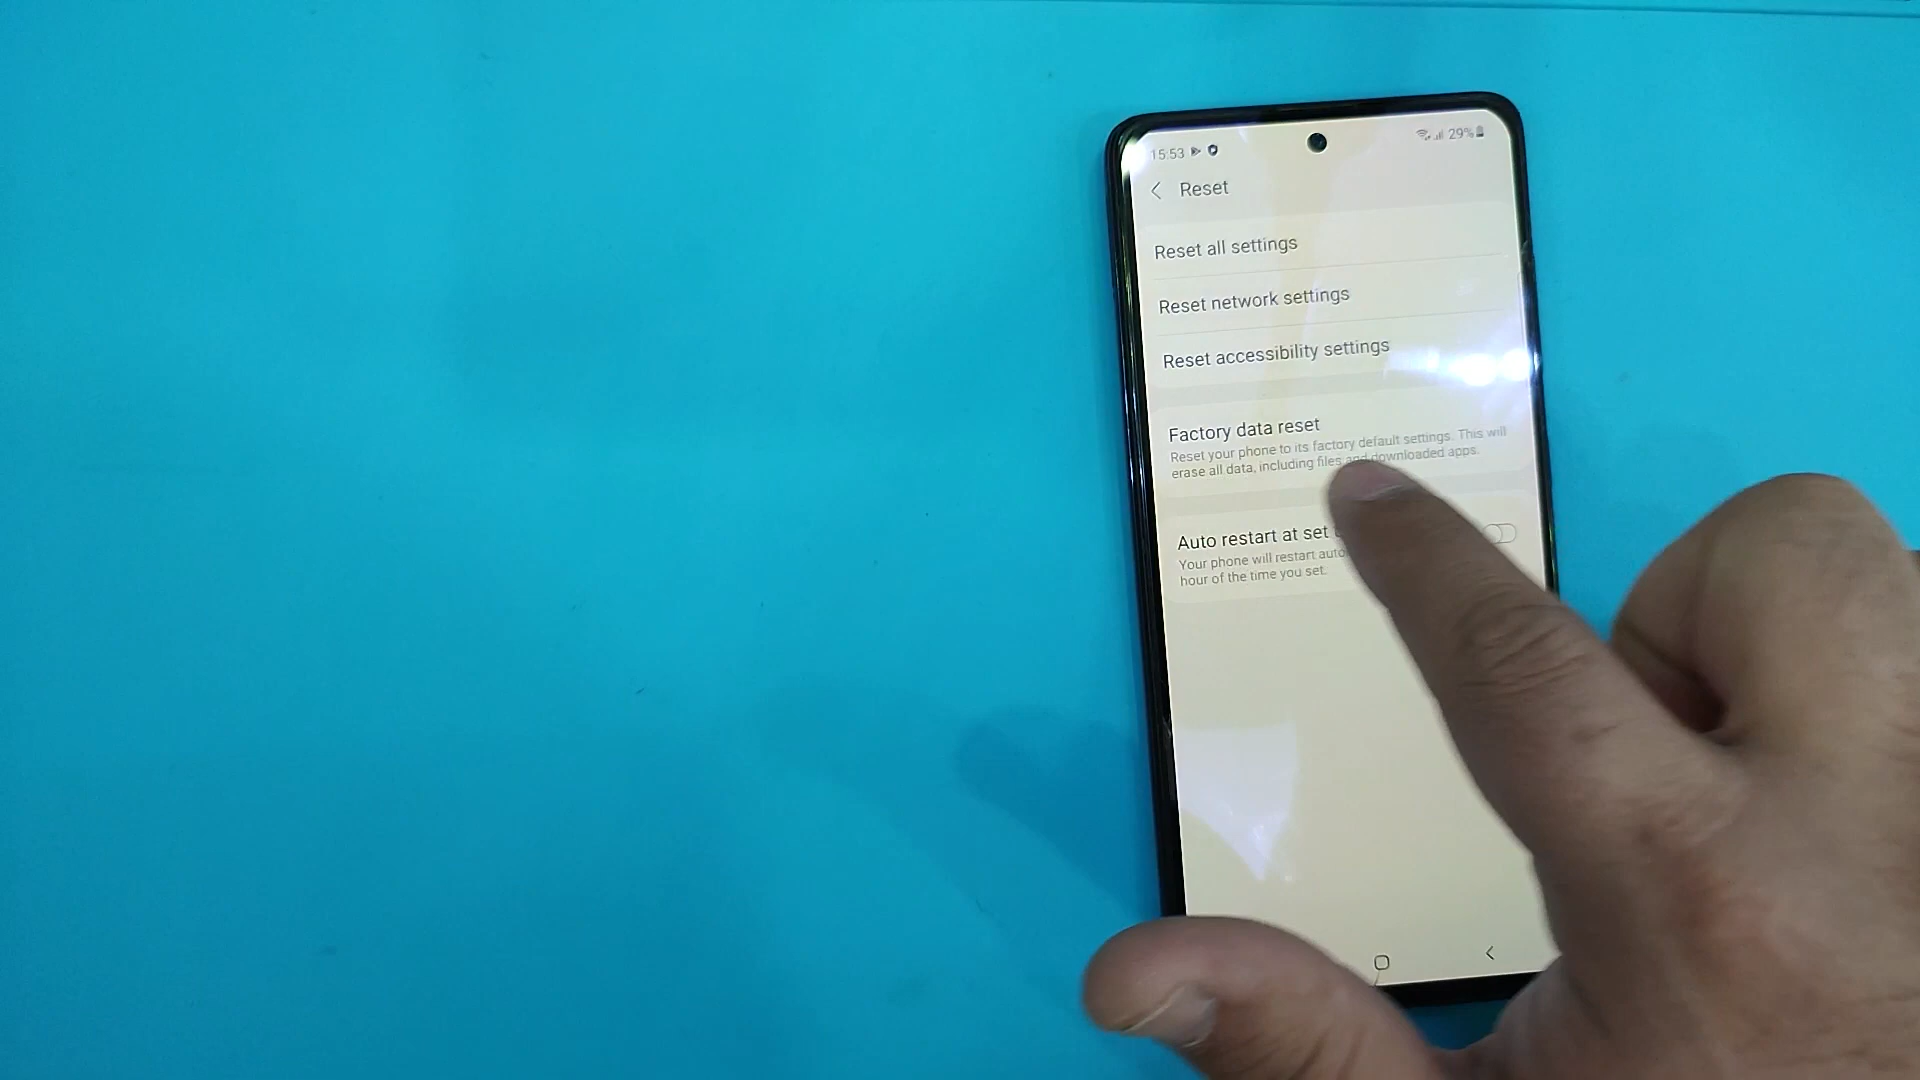 15:53 29%
Reset
Reset all settings
Reset network settings
Reset accessibility settings
Factory data reset
Reset your phone to its factory default settings. This will
erase all data, including files and downloaded apps.
Auto restart at set
Your phone will restart
hour of the time you set.